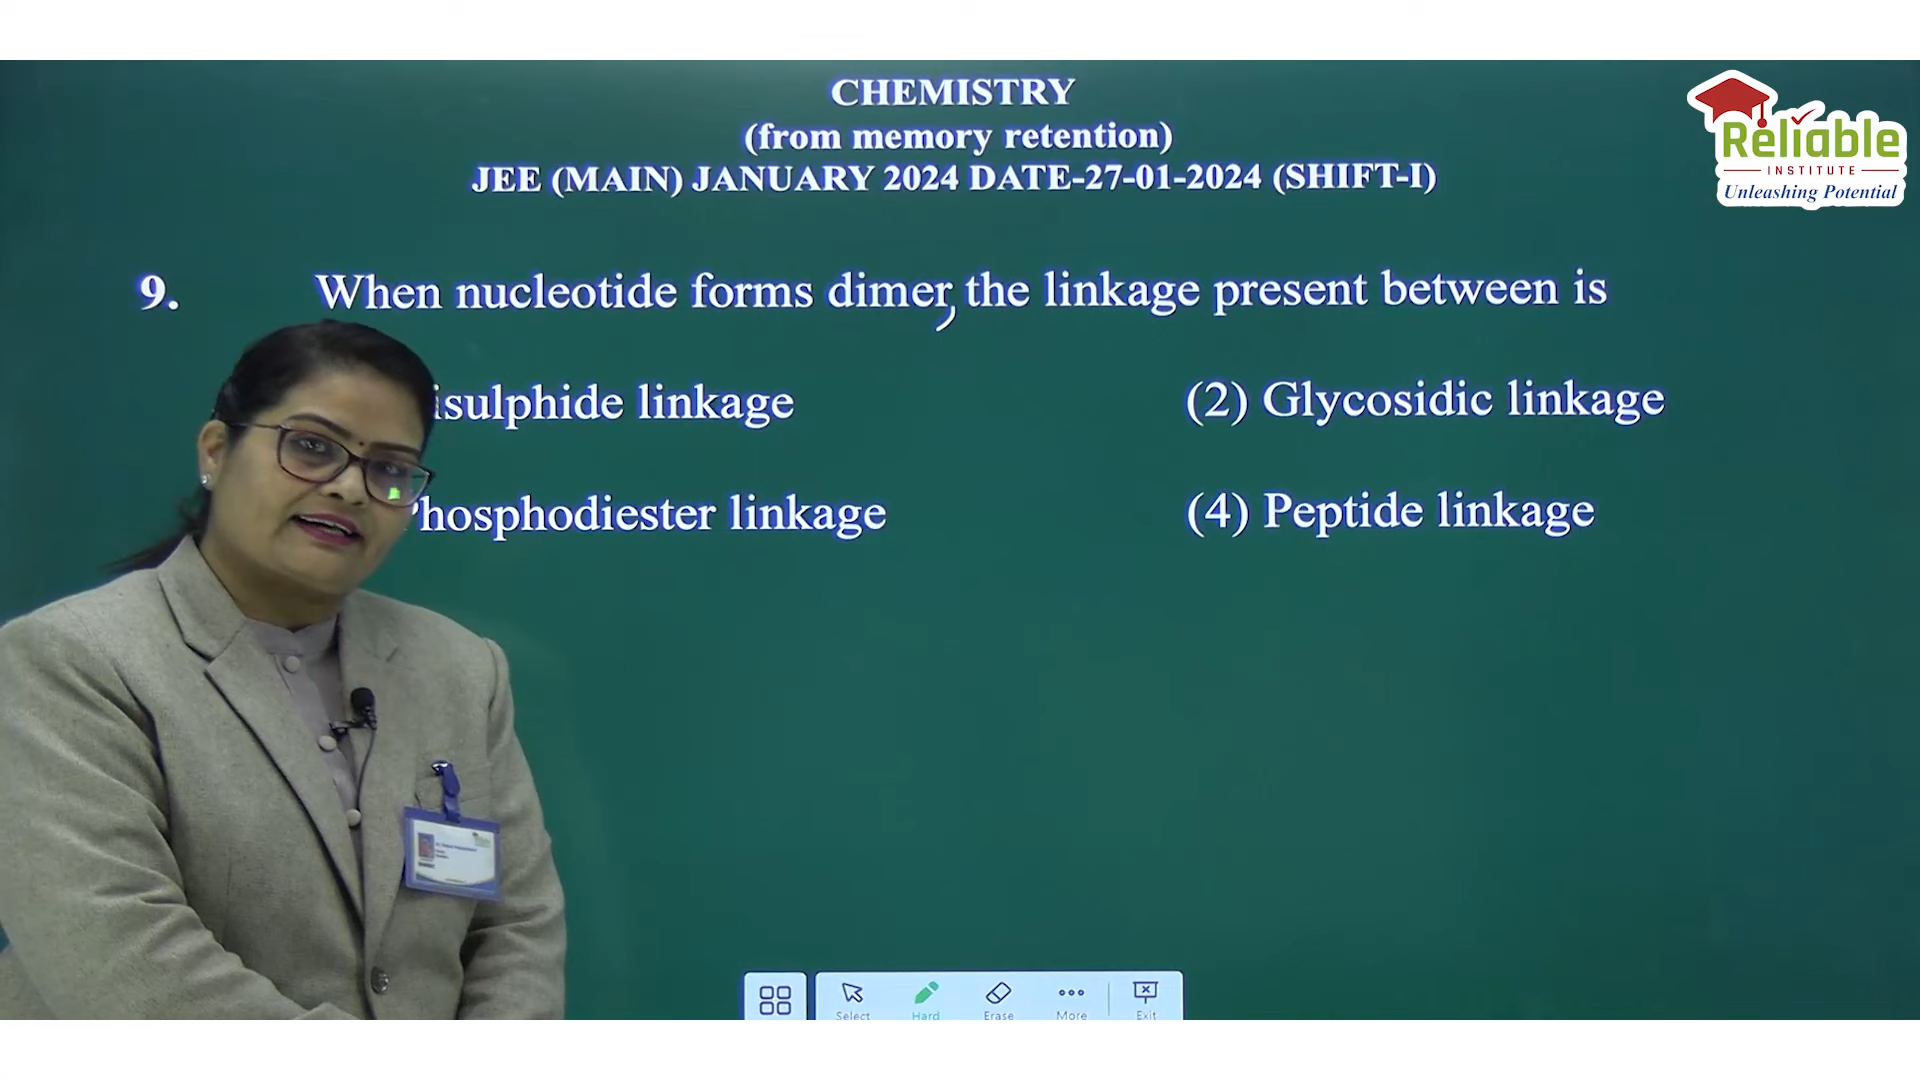 CHEMISTRY
(from memory retention)
JEE (MAIN) JANUARY 2024 DATE-27-01-2024 (SHIFT-I)
Reliable
INSTITUTE
Unleashing Potential
9. When nucleotide forms dimer, the linkage present between is
isulphide linkage (2) Glycosidic linkage
hosphodiester linkage (4) Peptide linkage
Select Hard Erase More Exit